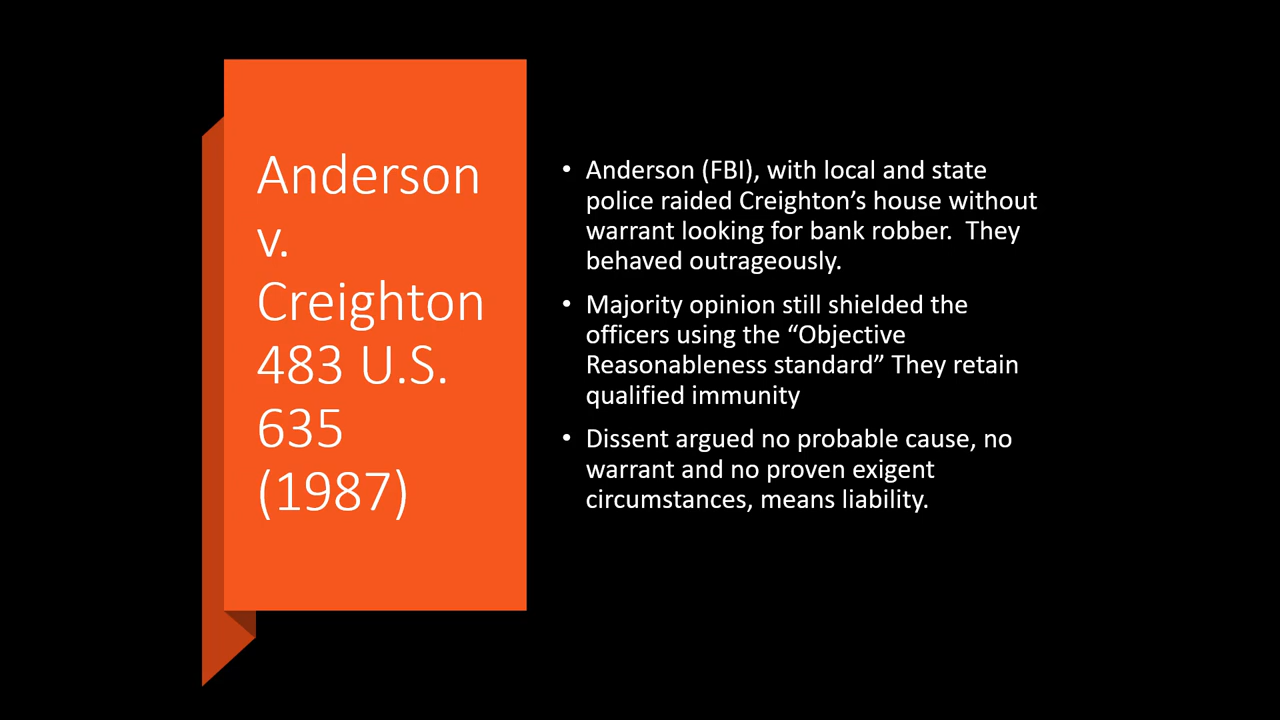 Anderson
v.
Creighton
483 U.S.
635
(1987)
• Anderson (FBI), with local and state
police raided Creighton’s house without
warrant looking for bank robber.  They
behaved outrageously.
• Majority opinion still shielded the
officers using the “Objective
Reasonableness standard” They retain
qualified immunity
• Dissent argued no probable cause, no
warrant and no proven exigent
circumstances, means liability.